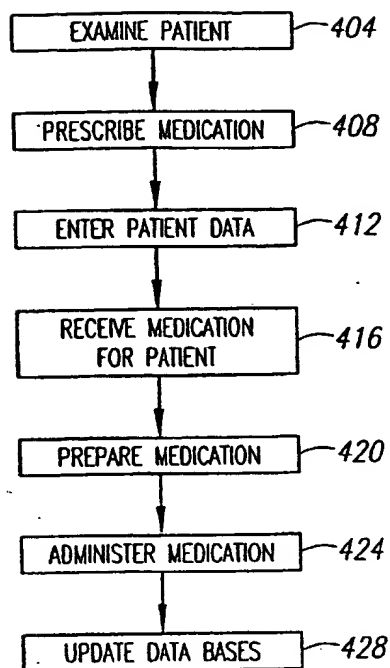 EXAMINE PATIENT 404
PRESCRIBE MEDICATION 408
ENTER PATIENT DATA 412
RECEIVE MEDICATION
FOR PATIENT 416
PREPARE MEDICATION 420
ADMINISTER MEDICATION 424
UPDATE DATA BASES 428